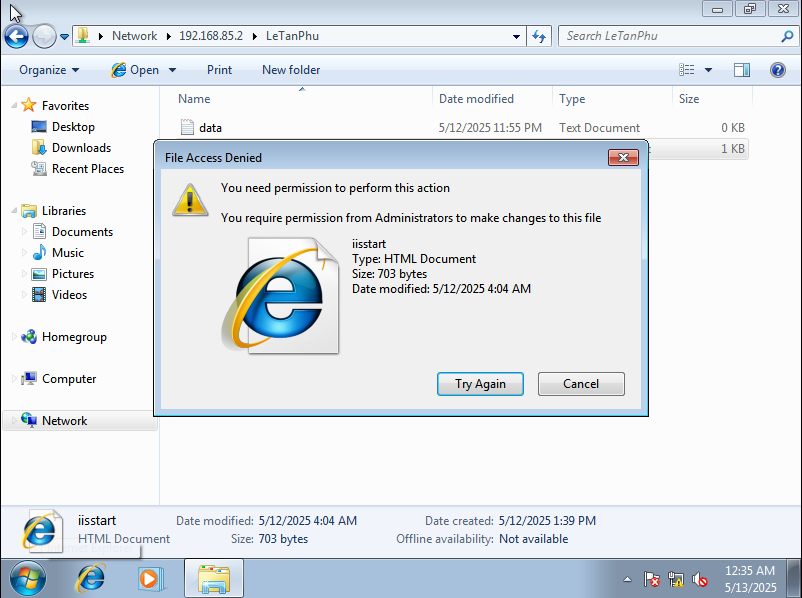 Network 192.168.85.2 LeTanPhu
Search LeTanPhu
Organize Open Print New folder
Name Date modified Type Size
data 5/12/2025 11:55 PM Text Document 0 KB
1 KB
Favorites
Desktop
Downloads
Recent Places
Libraries
Documents
Music
Pictures
Videos
Homegroup
Computer
Network
File Access Denied
You need permission to perform this action
You require permission from Administrators to make changes to this file
iisstart
Type: HTML Document
Size: 703 bytes
Date modified: 5/12/2025 4:04 AM
Try Again Cancel
iisstart Date modified: 5/12/2025 4:04 AM Date created: 5/12/2025 1:39 PM
HTML Document Size: 703 bytes Offline availability: Not available
12:35 AM
5/13/2025